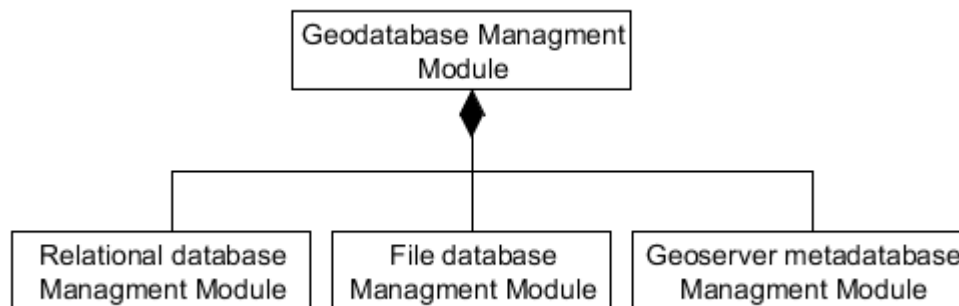 Geodatabase Managment
Module
Relational database
Managment Module
File database
Managment Module
Geoserver metadatabase
Managment Module